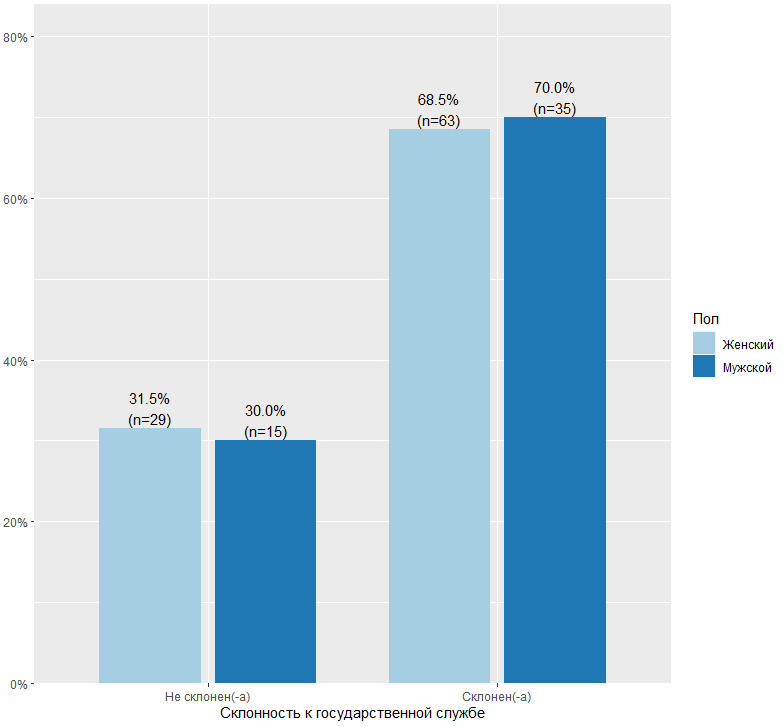 80%
60%
40%
20%
0%
31.5%
(n=29)
30.0%
(n=15)
68.5%
(n=63)
70.0%
(n=35)
Не склонен(-а)
Склонен(-а)
Склонность к государственной службе
Пол
Женский
Мужской